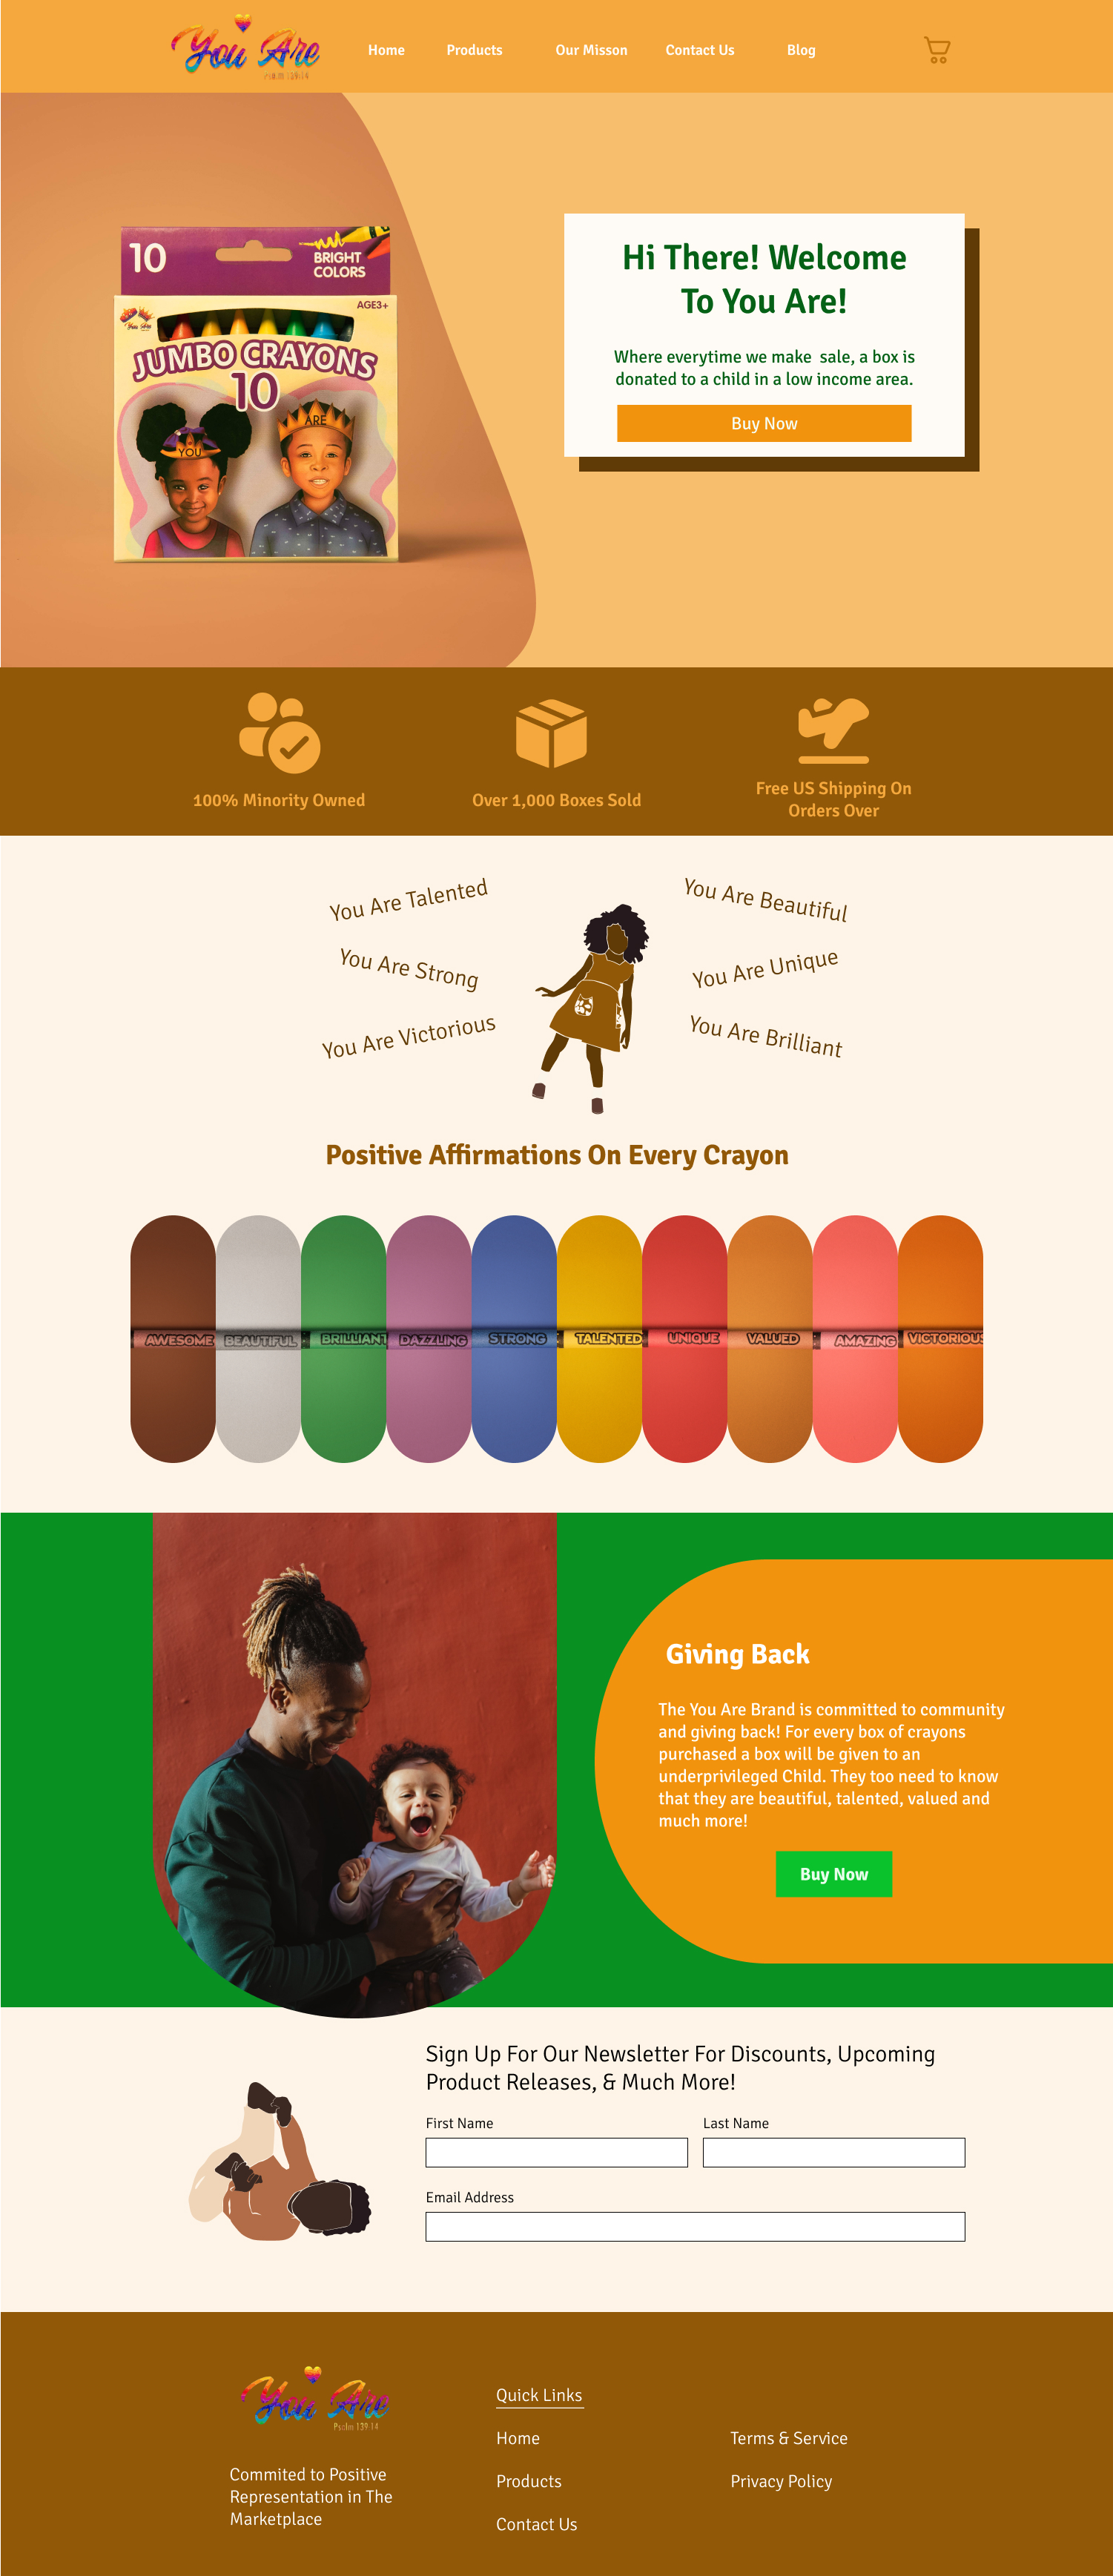 You Are
Psalm 139:14
Home Products Our Misson Contact Us Blog
10
BRIGHT
COLORS
AGE3+
You Are
JUMBO CRAYONS
10
YOU
ARE
Hi There! Welcome
To You Are!
Where everytime we make sale, a box is
donated to a child in a low income area.
Buy Now
100% Minority Owned
Over 1,000 Boxes Sold
Free US Shipping On
Orders Over
You Are Talented
You Are Beautiful
You Are Strong
You Are Unique
You Are Victorious
You Are Brilliant
Positive Affirmations On Every Crayon
AWESOME BEAUTIFUL BRILLIANT DAZZLING STRONG TALENTED UNIQUE VALUED AMAZING VICTORIOUS
Giving Back
The You Are Brand is committed to community
and giving back! For every box of crayons
purchased a box will be given to an
underprivileged Child. They too need to know
that they are beautiful, talented, valued and
much more!
Buy Now
Sign Up For Our Newsletter For Discounts, Upcoming
Product Releases, & Much More!
First Name
Last Name
Email Address
You Are
Psalm 139:14
Commited to Positive
Representation in The
Marketplace
Quick Links
Home
Products
Contact Us
Terms & Service
Privacy Policy